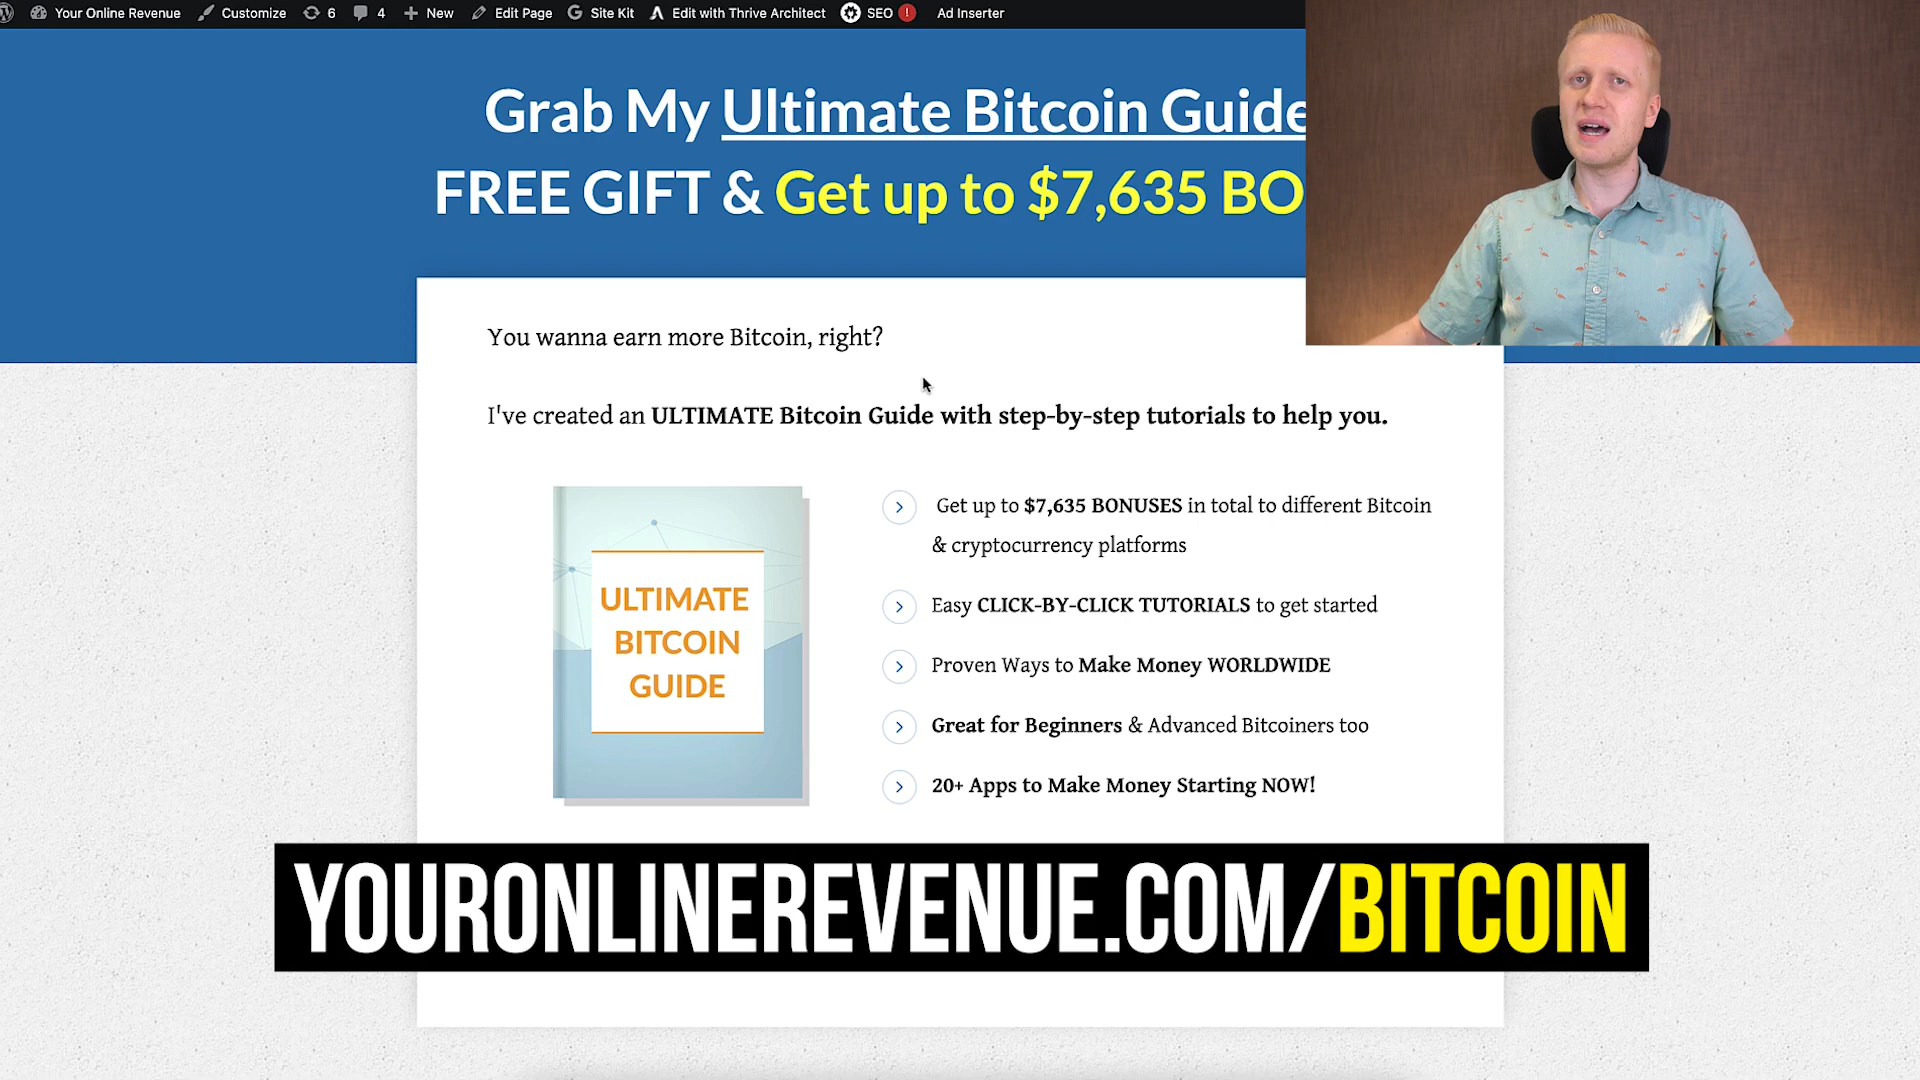 Your Online Revenue Customize 6 4 New Edit Page Site Kit Edit with Thrive Architect SEO ! Ad Inserter
Grab My Ultimate Bitcoin Guide
FREE GIFT & Get up to $7,635 BO
You wanna earn more Bitcoin, right?
I've created an ULTIMATE Bitcoin Guide with step-by-step tutorials to help you.
ULTIMATE
BITCOIN
GUIDE
Get up to $7,635 BONUSES in total to different Bitcoin
& cryptocurrency platforms
Easy CLICK-BY-CLICK TUTORIALS to get started
Proven Ways to Make Money WORLDWIDE
Great for Beginners & Advanced Bitcoiners too
20+ Apps to Make Money Starting NOW!
YOURONLINEREVENUE.COM/BITCOIN